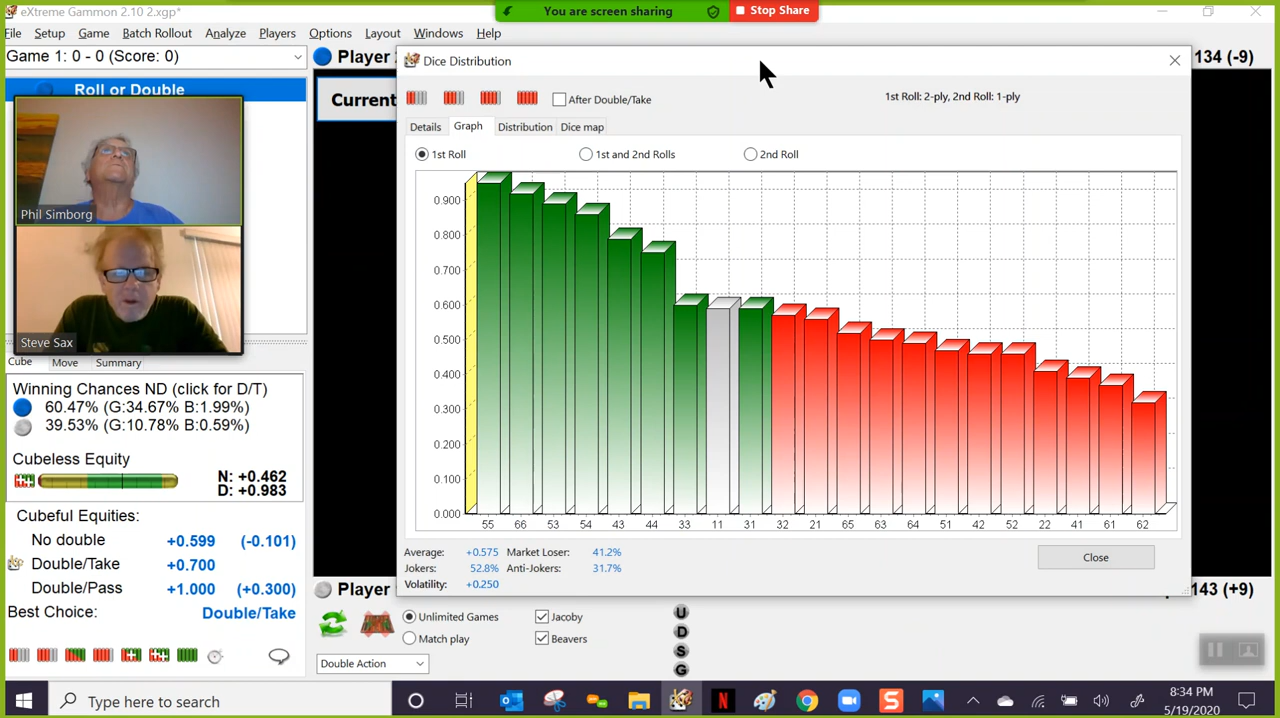 You are screen sharing
Stop Share
eXtreme Gammon 2.10 2.xgp*
File Setup Game Batch Rollout Analyze Players Options Layout Windows Help
Game 1: 0 - 0 (Score: 0)
Player
134 (-9)
Roll or Double
Current
Phil Simborg
Steve Sax
Dice Distribution
After Double/Take
1st Roll: 2-ply, 2nd Roll: 1-ply
Details Graph Distribution Dice map
1st Roll 1st and 2nd Rolls 2nd Roll
0.900
0.800
0.700
0.600
0.500
0.400
0.300
0.200
0.100
0.000
55 66 53 54 43 44 33 11 31 32 21 65 63 64 51 42 52 22 41 61 62
Average: +0.575 Market Loser: 41.2%
Jokers: 52.8% Anti-Jokers: 31.7%
Volatility: +0.250
Close
Cube Move Summary
Winning Chances ND (click for D/T)
60.47% (G:34.67% B:1.99%)
39.53% (G:10.78% B:0.59%)
Cubeless Equity
N: +0.462
D: +0.983
Cubeful Equities:
No double +0.599 (-0.101)
Double/Take +0.700
Double/Pass +1.000 (+0.300)
Best Choice: Double/Take
Player
143 (+9)
Unlimited Games Jacoby
Match play Beavers
Double Action
U
D
S
G
Type here to search
8:34 PM
5/19/2020